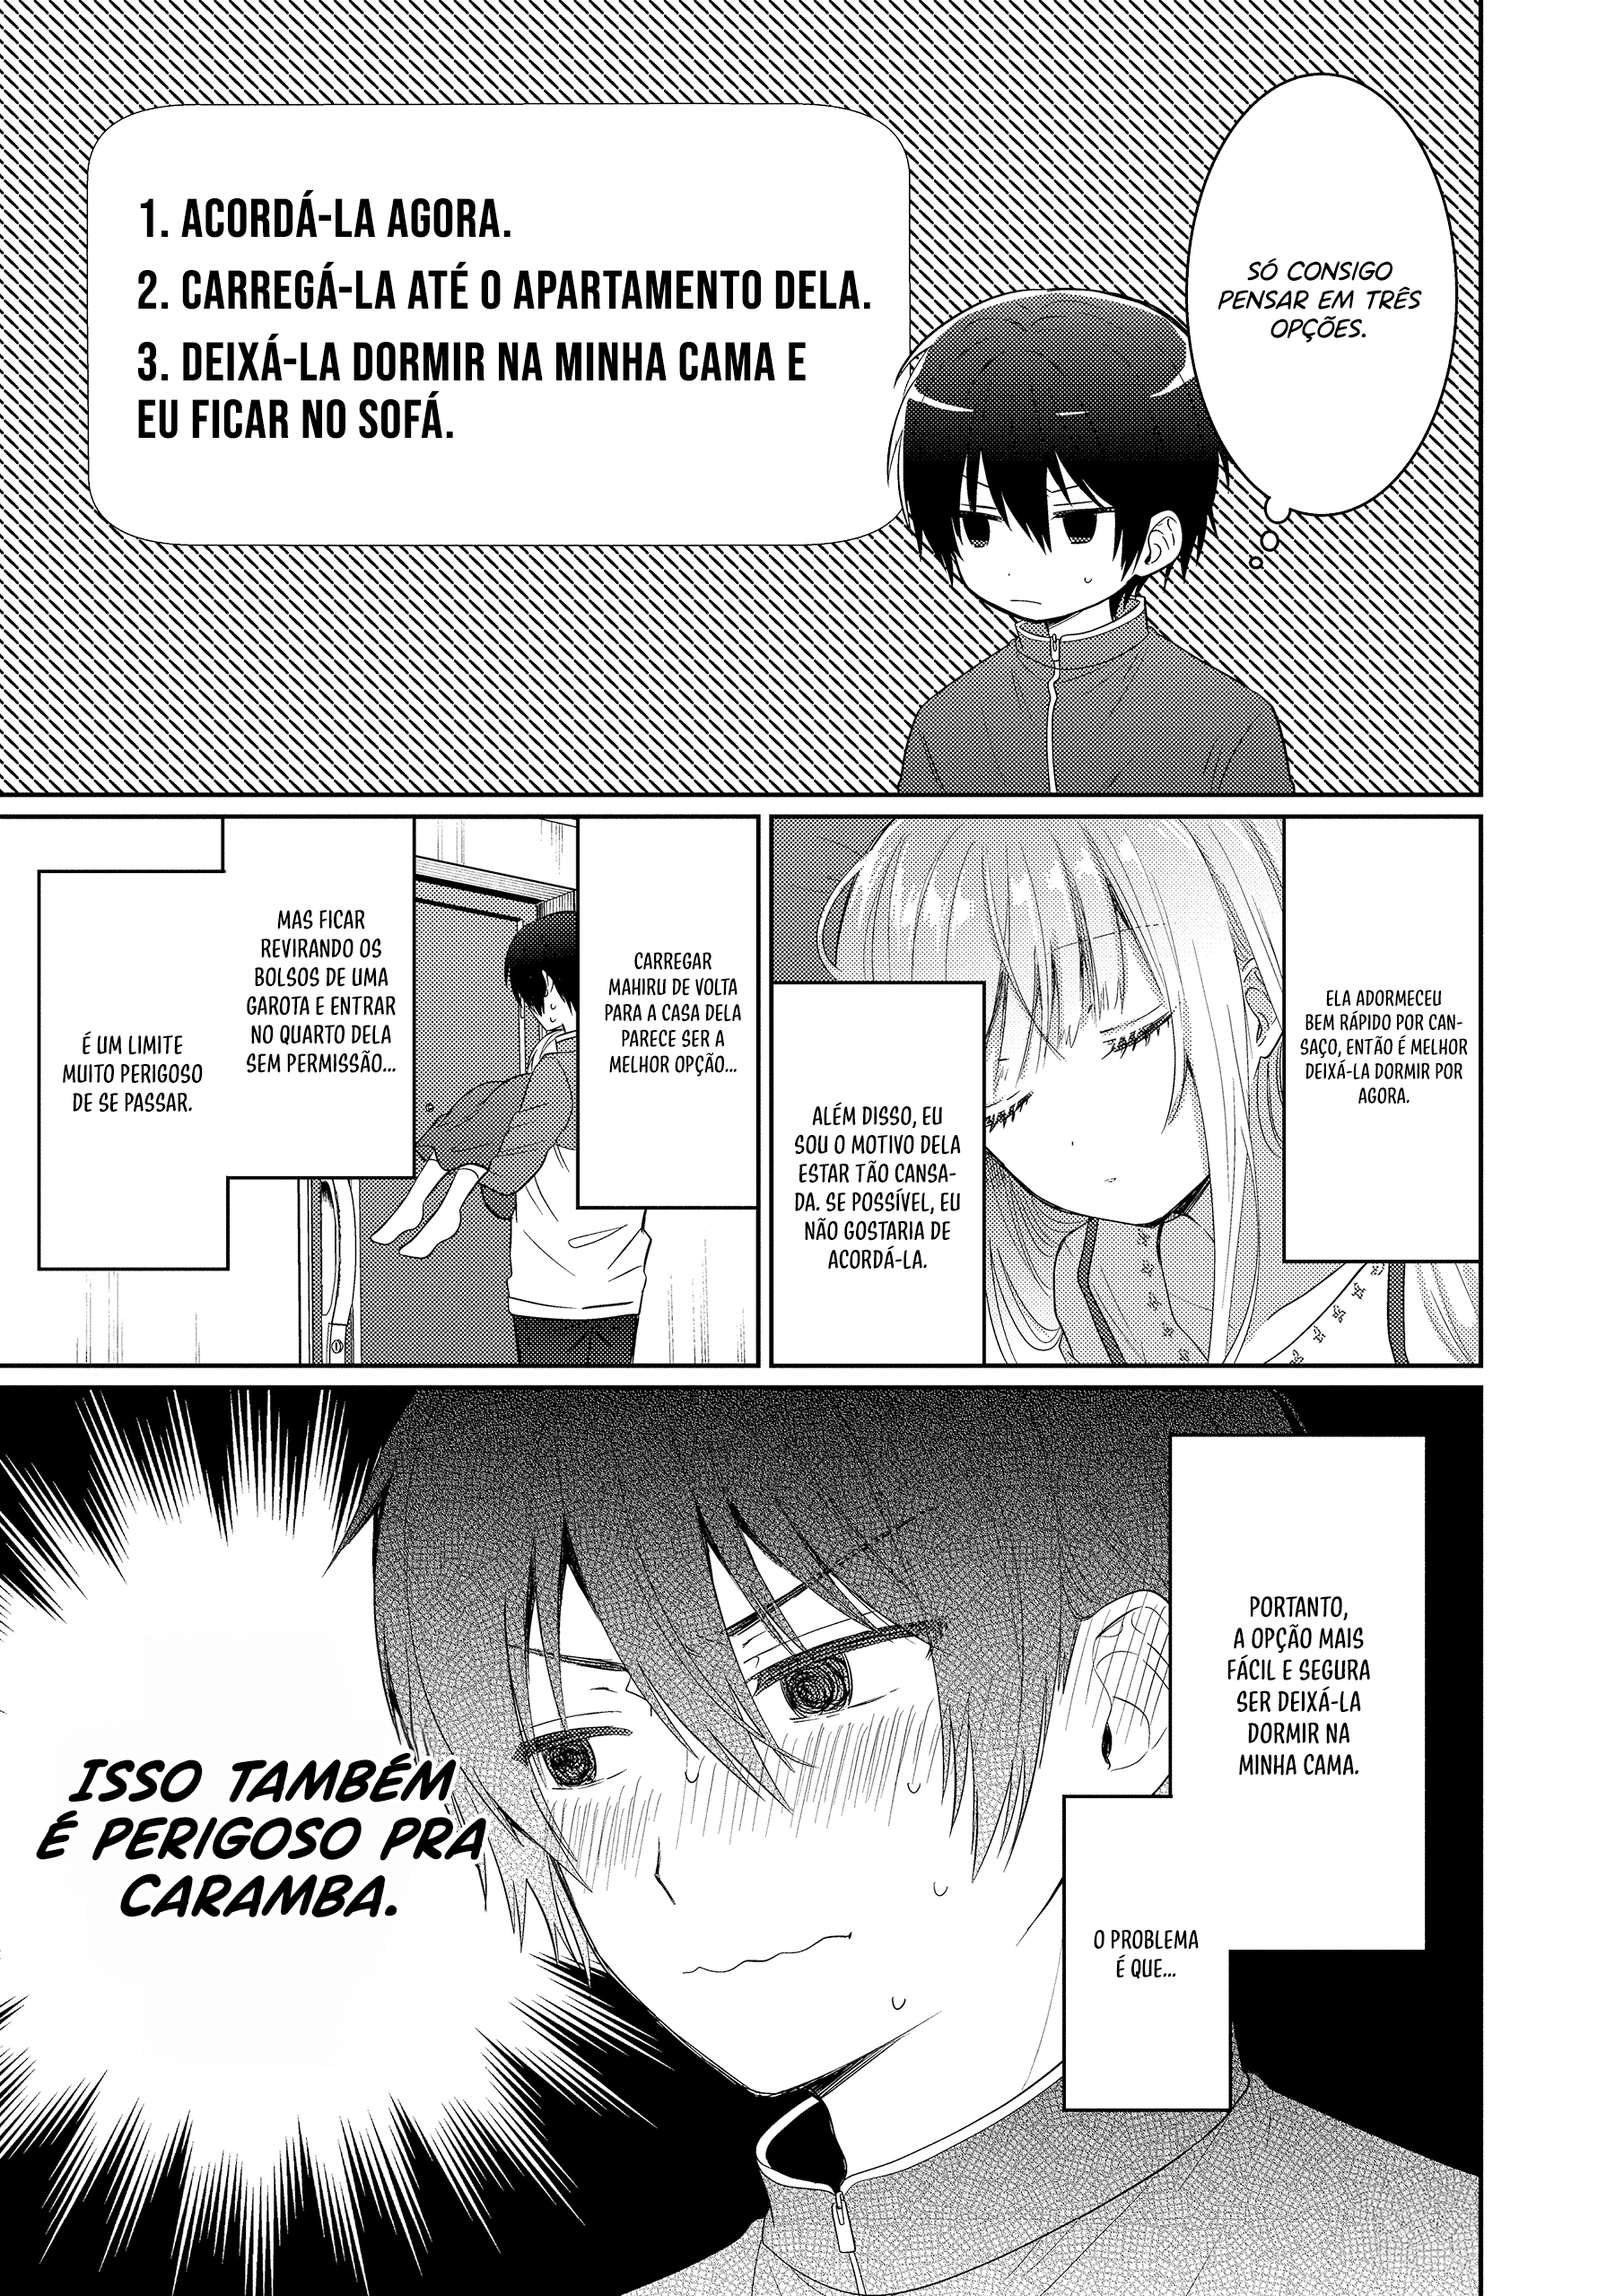 SÓ CONSIGO
PENSAR EM TRÊS
OPÇÕES.
1. ACORDÁ-LA AGORA.
2. CARREGÁ-LA ATÉ O APARTAMENTO DELA.
3. DEIXÁ-LA DORMIR NA MINHA CAMA E
EU FICAR NO SOFÁ.
ELA ADORMECEU
BEM RÁPIDO POR CAN-
SAÇO, ENTÃO É MELHOR
DEIXÁ-LA DORMIR POR
AGORA.
ALÉM DISSO, EU
SOU O MOTIVO DELA
ESTAR TÃO CANSA-
DA. SE POSSÍVEL, EU
NÃO GOSTARIA DE
ACORDÁ-LA.
CARREGAR
MAHIRU DE VOLTA
PARA A CASA DELA
PARECE SER A
MELHOR OPÇÃO...
MAS FICAR
REVIRANDO OS
BOLSOS DE UMA
GAROTA E ENTRAR
NO QUARTO DELA
SEM PERMISSÃO...
É UM LIMITE
MUITO PERIGOSO
DE SE PASSAR.
PORTANTO,
A OPÇÃO MAIS
FÁCIL E SEGURA
SER DEIXÁ-LA
DORMIR NA
MINHA CAMA.
O PROBLEMA
É QUE...
ISSO TAMBÉM
É PERIGOSO PRA
CARAMBA.